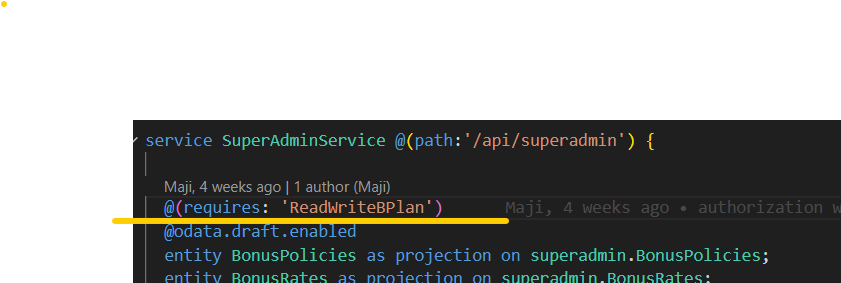 service SuperAdminService @(path:'/api/superadmin') {
Maji, 4 weeks ago | 1 author (Maji)
@(requires: 'ReadWriteBPlan') Maji, 4 weeks ago • authorization
@odata.draft.enabled
entity BonusPolicies as projection on superadmin.BonusPolicies;
entity BonusRates as projection on superadmin.BonusRates;